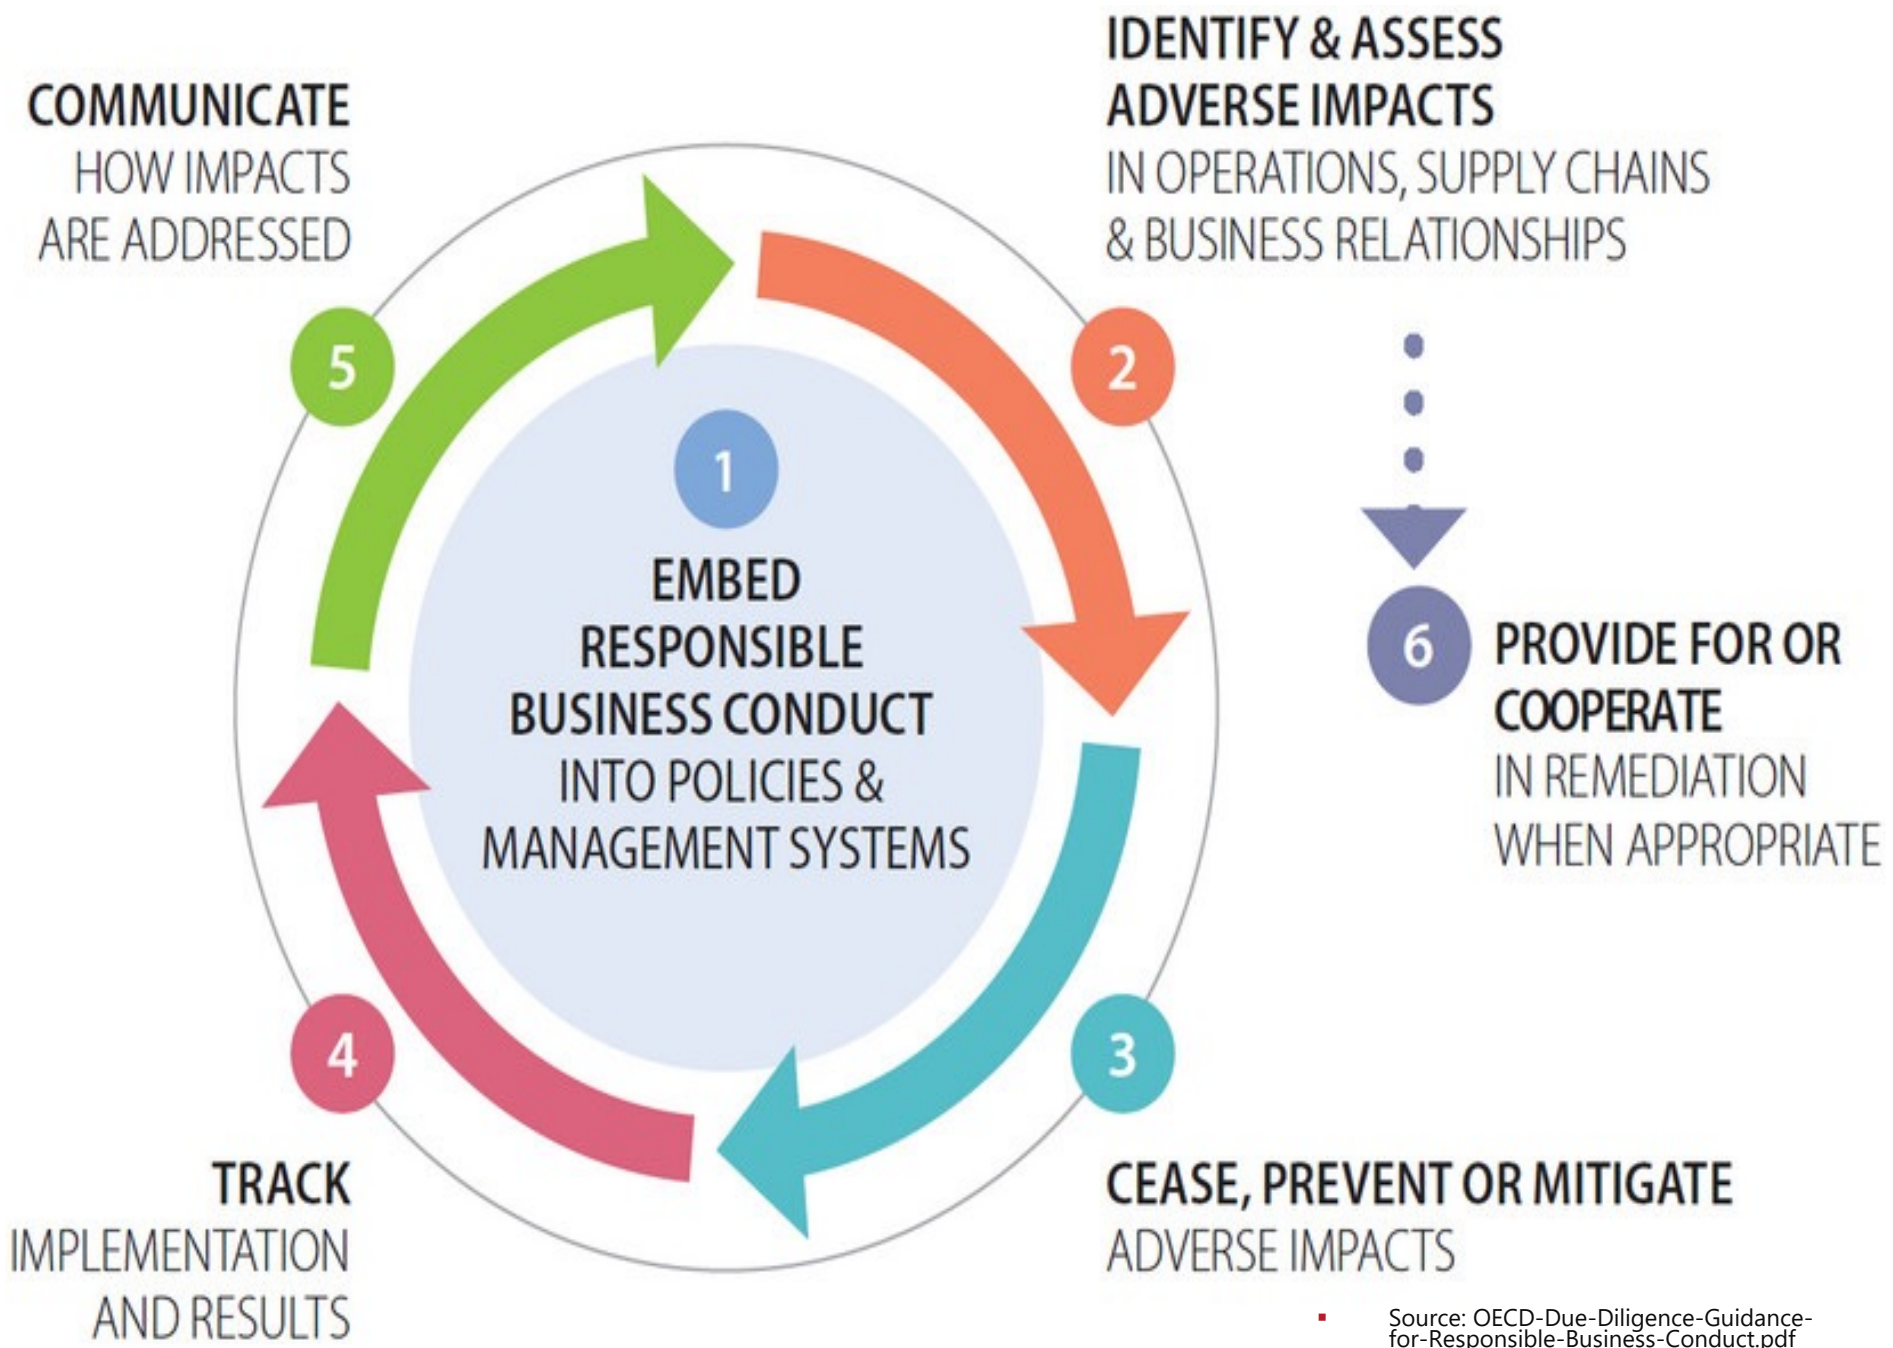 1
EMBED
RESPONSIBLE
BUSINESS CONDUCT
INTO POLICIES &
MANAGEMENT SYSTEMS
2
IDENTIFY & ASSESS
ADVERSE IMPACTS
IN OPERATIONS, SUPPLY CHAINS
& BUSINESS RELATIONSHIPS
3
CEASE, PREVENT OR MITIGATE
ADVERSE IMPACTS
4
TRACK
IMPLEMENTATION
AND RESULTS
5
COMMUNICATE
HOW IMPACTS
ARE ADDRESSED
6
PROVIDE FOR OR
COOPERATE
IN REMEDIATION
WHEN APPROPRIATE
Source: OECD-Due-Diligence-Guidance-
for-Responsible-Business-Conduct.pdf